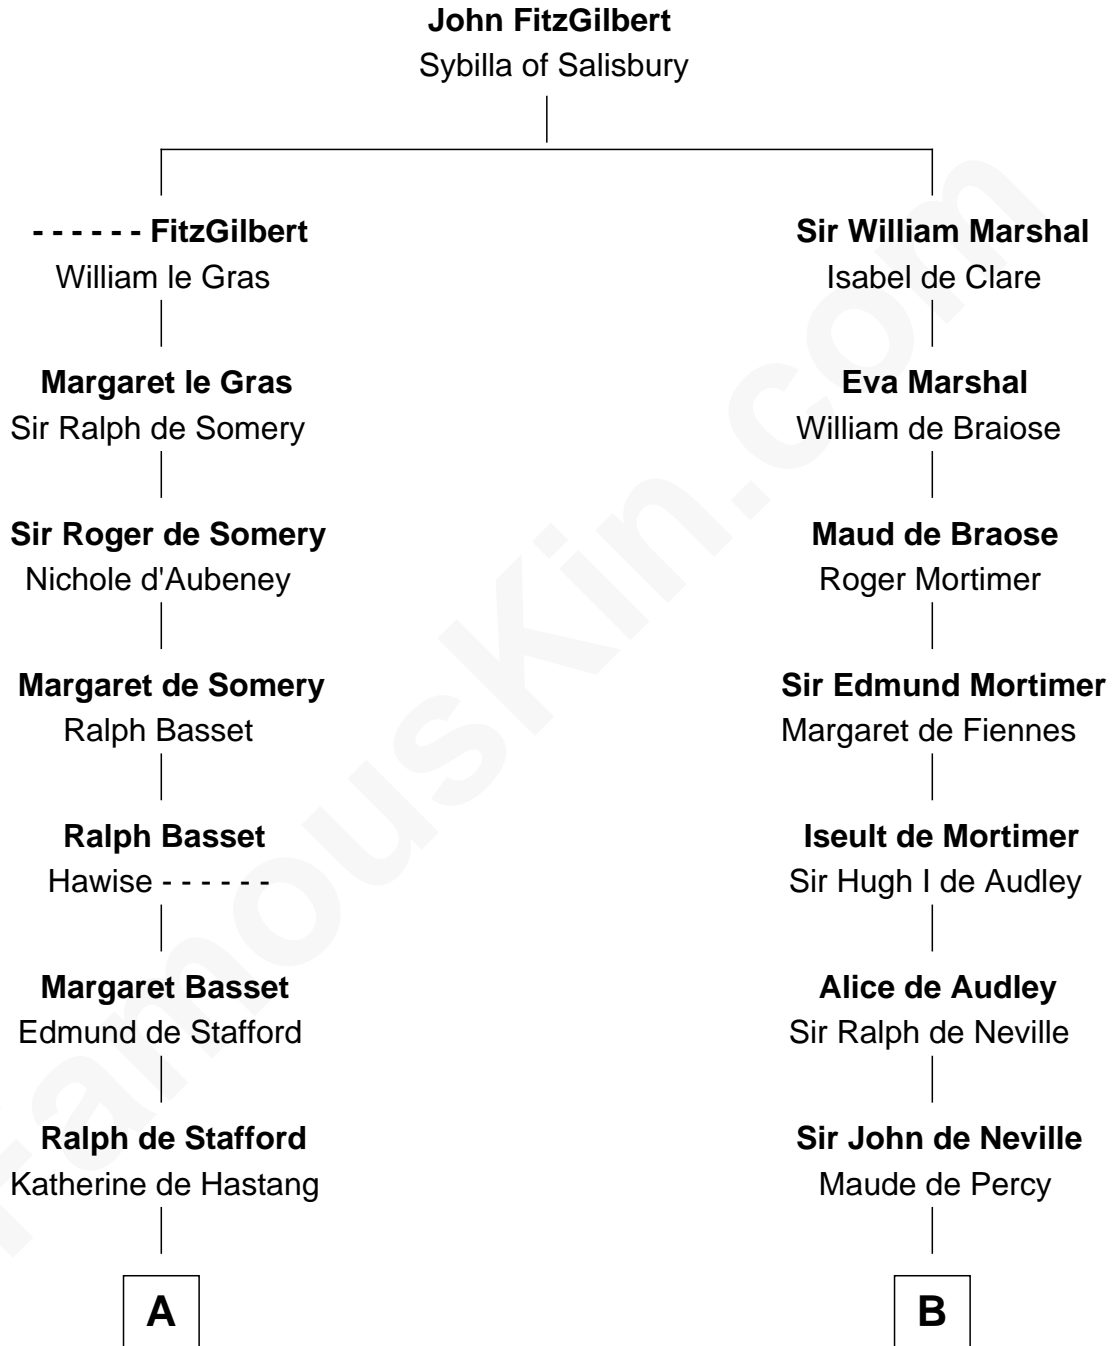 John FitzGilbert
Sybilla of Salisbury
- - - - - - FitzGilbert
William le Gras
Margaret le Gras
Sir Ralph de Somery
Sir Roger de Somery
Nichole d'Aubeney
Margaret de Somery
Ralph Basset
Ralph Basset
Hawise - - - - - -
Margaret Basset
Edmund de Stafford
Ralph de Stafford
Katherine de Hastang
A
Sir William Marshal
Isabel de Clare
Eva Marshal
William de Braiose
Maud de Braose
Roger Mortimer
Sir Edmund Mortimer
Margaret de Fiennes
Iseult de Mortimer
Sir Hugh I de Audley
Alice de Audley
Sir Ralph de Neville
Sir John de Neville
Maude de Percy
B
FamousKin.com